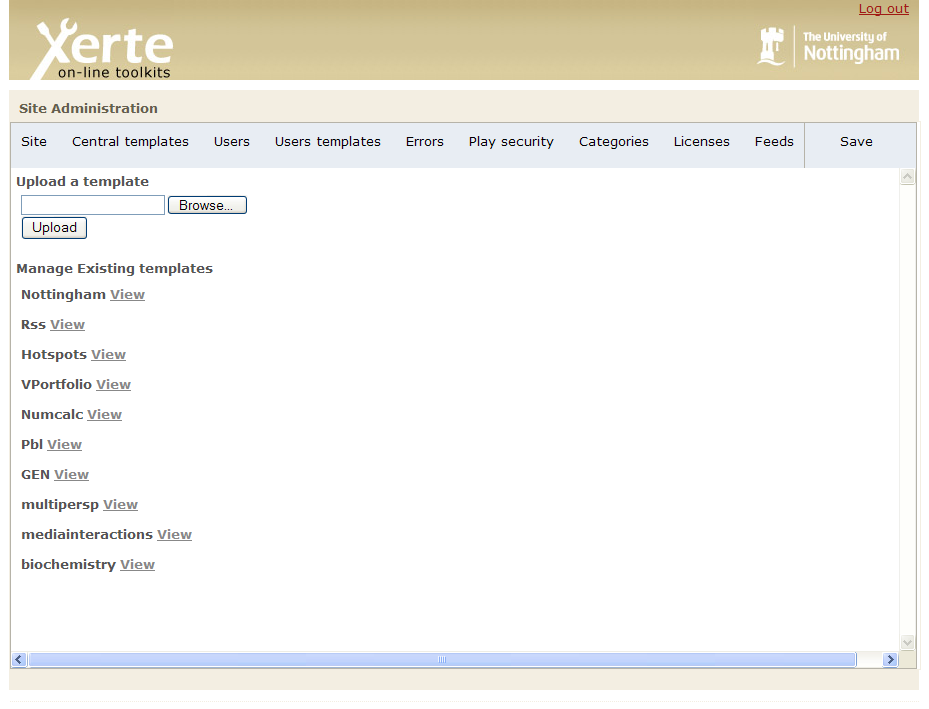 Log out
Xerte
on-line toolkits
The University of
Nottingham
Site Administration
Site Central templates Users Users templates Errors Play security Categories Licenses Feeds Save
Upload a template
Browse...
Upload
Manage Existing templates
Nottingham View
Rss View
Hotspots View
VPortfolio View
Numcalc View
Pbl View
GEN View
multipersp View
mediainteractions View
biochemistry View